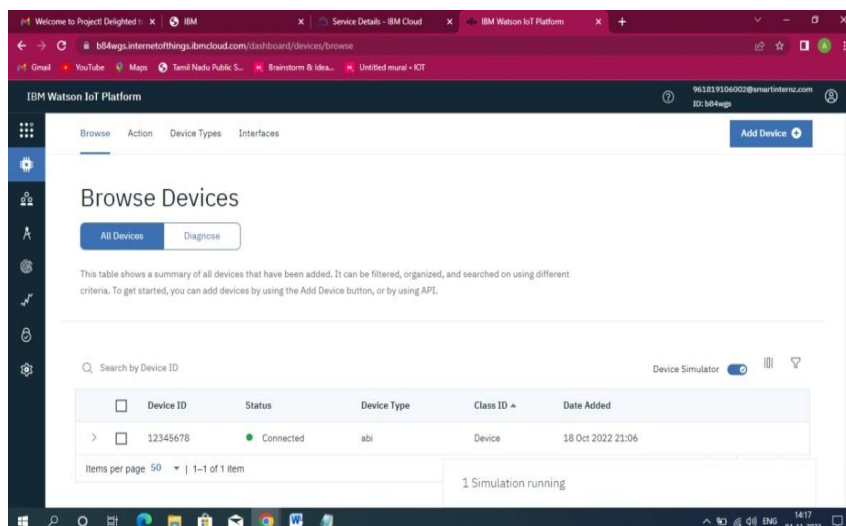 Welcome to Project! Delighted t
IBM
Service Details - IBM Cloud
IBM Watson IoT Platform
b84wgs.internetofthings.ibmcloud.com/dashboard/devices/browse
Gmail
YouTube
Maps
Tamil Nadu Public S...
Brainstorm & Idea...
Untitled mural • IOT
IBM Watson IoT Platform
961819106002@smartinternz.com
ID: b84wgs
Browse
Action
Device Types
Interfaces
Add Device
Browse Devices
All Devices
Diagnose
This table shows a summary of all devices that have been added. It can be filtered, organized, and searched on using different
criteria. To get started, you can add devices by using the Add Device button, or by using API.
Search by Device ID
Device Simulator
Device ID Status Device Type Class ID Date Added
12345678 Connected abi Device 18 Oct 2022 21:06
Items per page 50 | 1–1 of 1 item
1 Simulation running
ENG
14:17